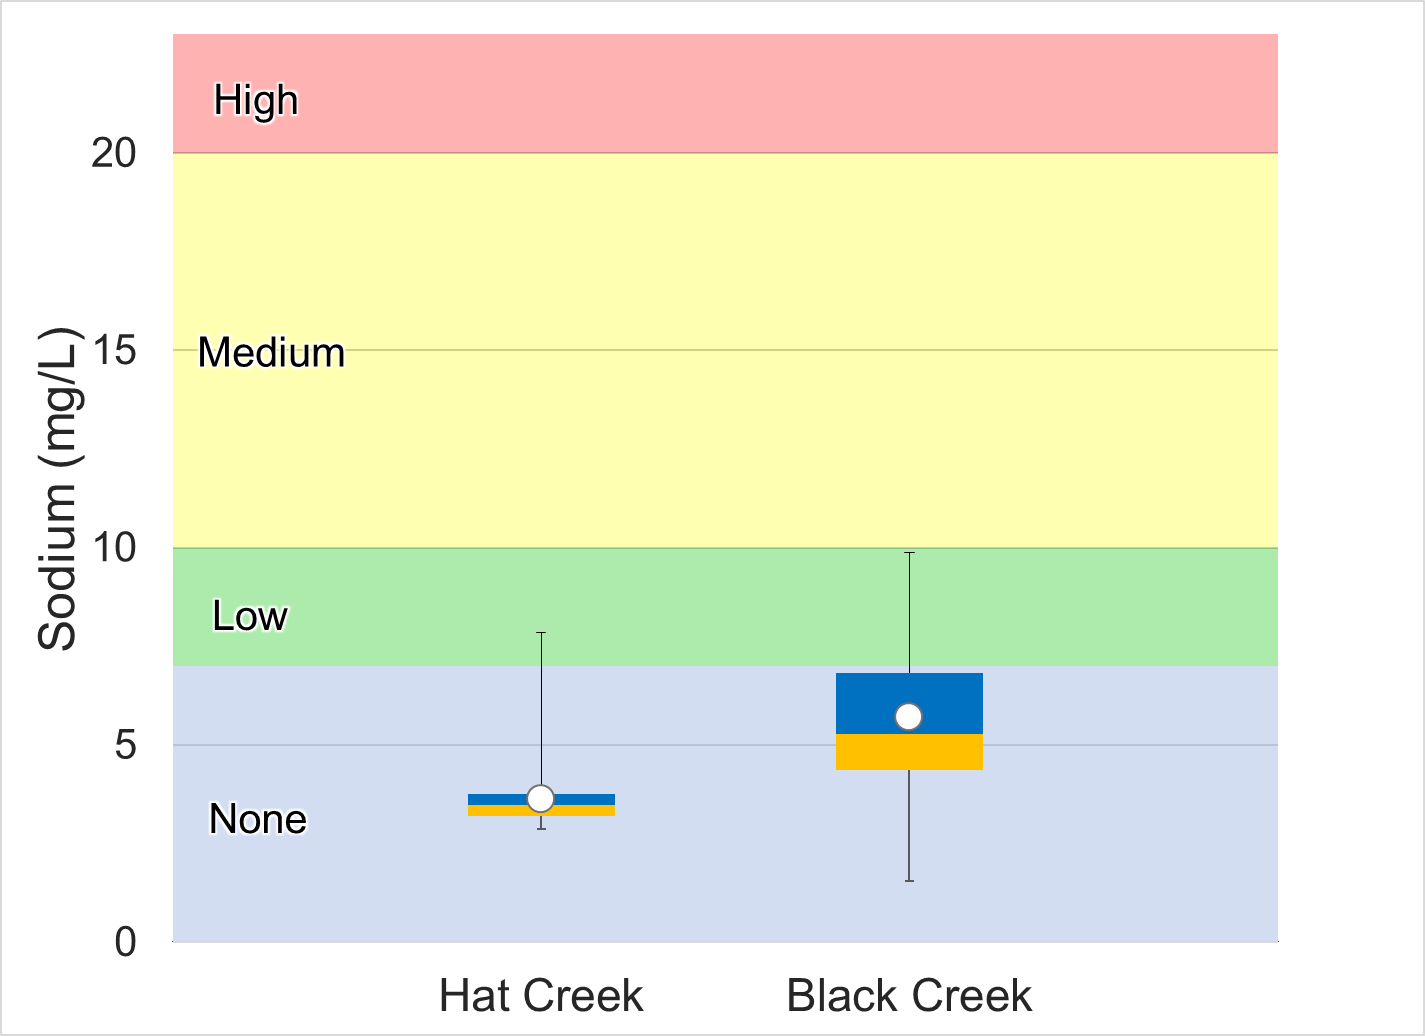 High
20
Medium
15
Sodium (mg/L)
10
Low
5
None
0
Hat Creek
Black Creek